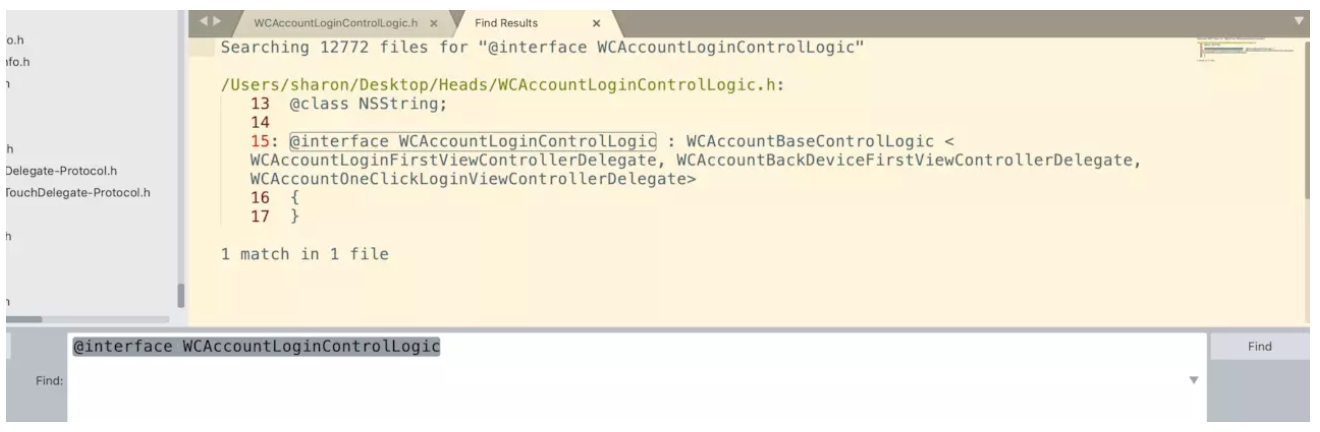 WCAccountLoginControlLogic.h ×
Find Results ×
o.h
nfo.h
h
Delegate-Protocol.h
TouchDelegate-Protocol.h
h
Searching 12772 files for "@interface WCAccountLoginControlLogic"
/Users/sharon/Desktop/Heads/WCAccountLoginControlLogic.h:
13 @class NSString;
14
15: @interface WCAccountLoginControlLogic : WCAccountBaseControlLogic <
WCAccountLoginFirstViewControllerDelegate, WCAccountBackDeviceFirstViewControllerDelegate,
WCAccountOneClickLoginViewControllerDelegate>
16 {
17 }
1 match in 1 file
@interface WCAccountLoginControlLogic
Find
Find: